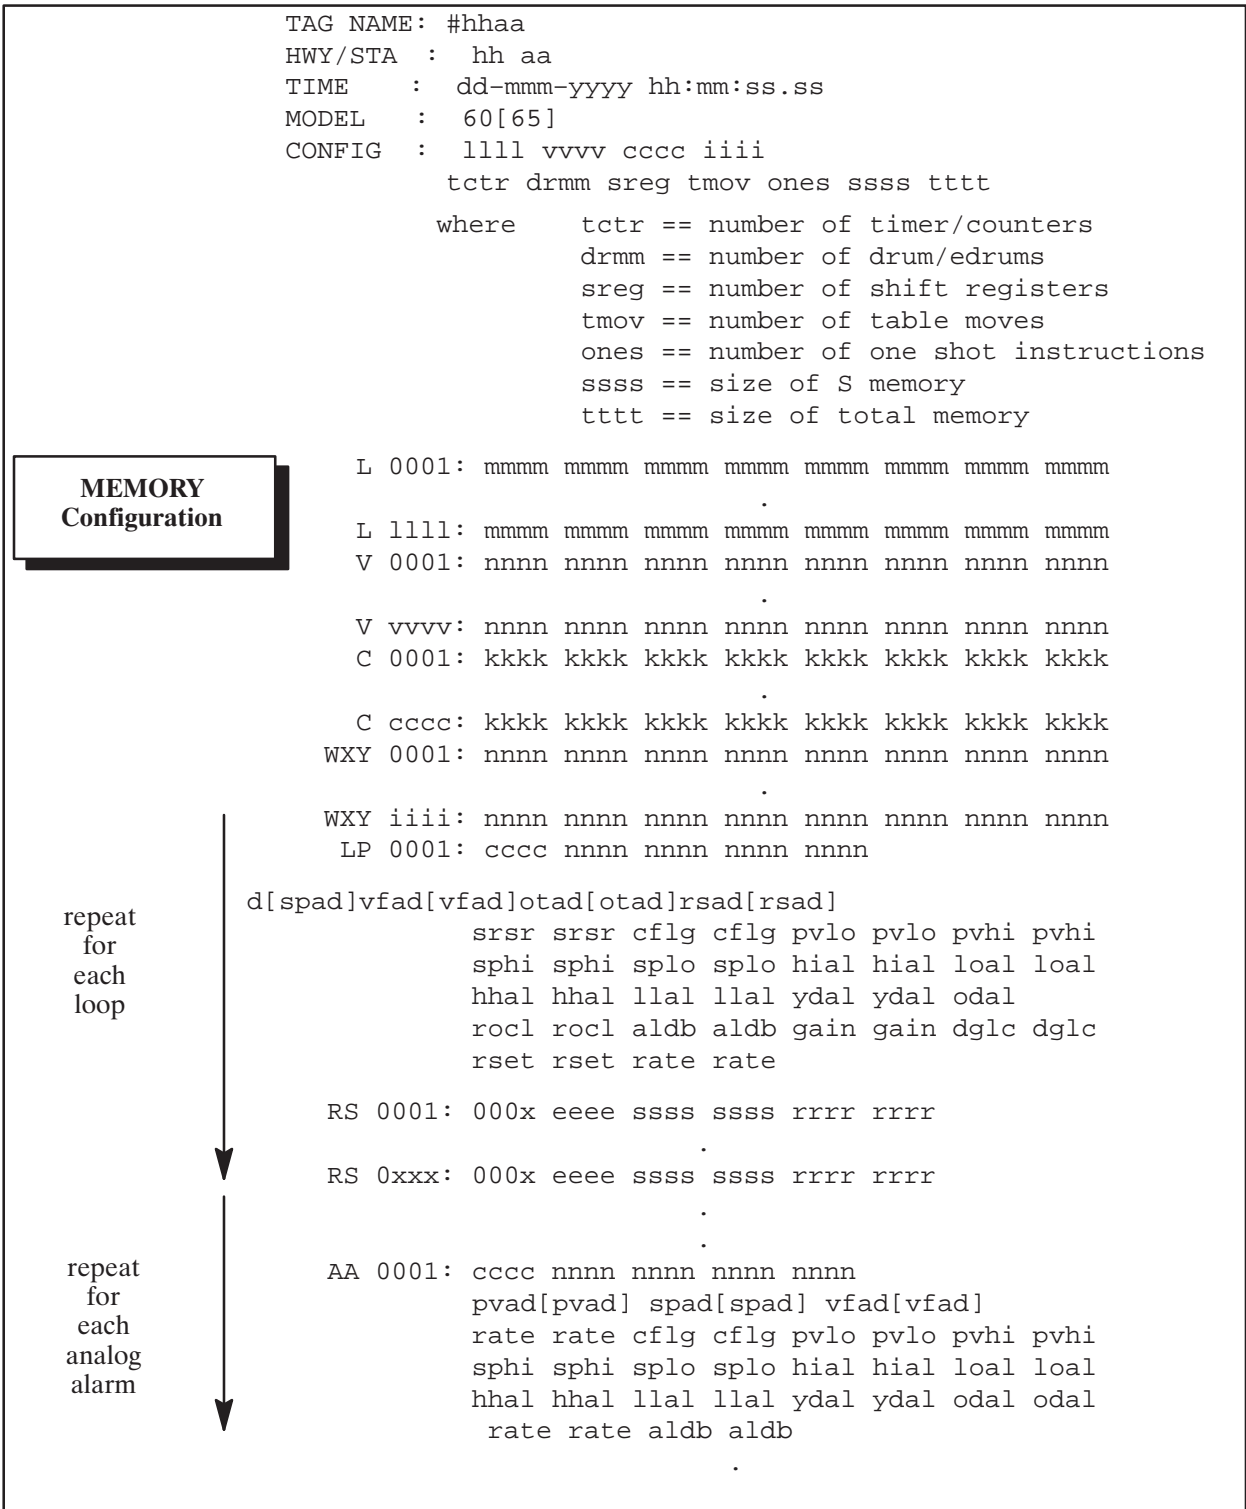 TAG NAME: #hhaa
HWY/STA : hh aa
TIME : dd-mmm-yyyy hh:mm:ss.ss
MODEL : 60[65]
CONFIG : llll vvvv cccc iiii
tctr drmm sreg tmov ones ssss tttt
where tctr == number of timer/counters
drmm == number of drum/edrums
sreg == number of shift registers
tmov == number of table moves
ones == number of one shot instructions
ssss == size of S memory
tttt == size of total memory
MEMORY
Configuration
L 0001: mmmm mmmm mmmm mmmm mmmm mmmm mmmm mmmm
.
L llll: mmmm mmmm mmmm mmmm mmmm mmmm mmmm mmmm
V 0001: nnnn nnnn nnnn nnnn nnnn nnnn nnnn nnnn
.
V vvvv: nnnn nnnn nnnn nnnn nnnn nnnn nnnn nnnn
C 0001: kkkk kkkk kkkk kkkk kkkk kkkk kkkk kkkk
.
C cccc: kkkk kkkk kkkk kkkk kkkk kkkk kkkk kkkk
WXY 0001: nnnn nnnn nnnn nnnn nnnn nnnn nnnn nnnn
.
WXY iiii: nnnn nnnn nnnn nnnn nnnn nnnn nnnn nnnn
LP 0001: cccc nnnn nnnn nnnn nnnn
repeat
for
each
loop
d[spad]vfad[vfad]otad[otad]rsad[rsad]
srsr srsr cflg cflg pvlo pvlo pvhi pvhi
sphi sphi splo splo hial hial loal loal
hhal hhal llal llal ydal ydal odal
rocl rocl aldb aldb gain gain dglc dglc
rset rset rate rate
RS 0001: 000x eeee ssss ssss rrrr rrrr
.
RS 0xxx: 000x eeee ssss ssss rrrr rrrr
.
.
repeat
for
each
analog
alarm
AA 0001: cccc nnnn nnnn nnnn nnnn
pvad[pvad] spad[spad] vfad[vfad]
rate rate cflg cflg pvlo pvlo pvhi pvhi
sphi sphi splo splo hial hial loal loal
hhal hhal llal llal ydal ydal odal odal
rate rate aldb aldb
.